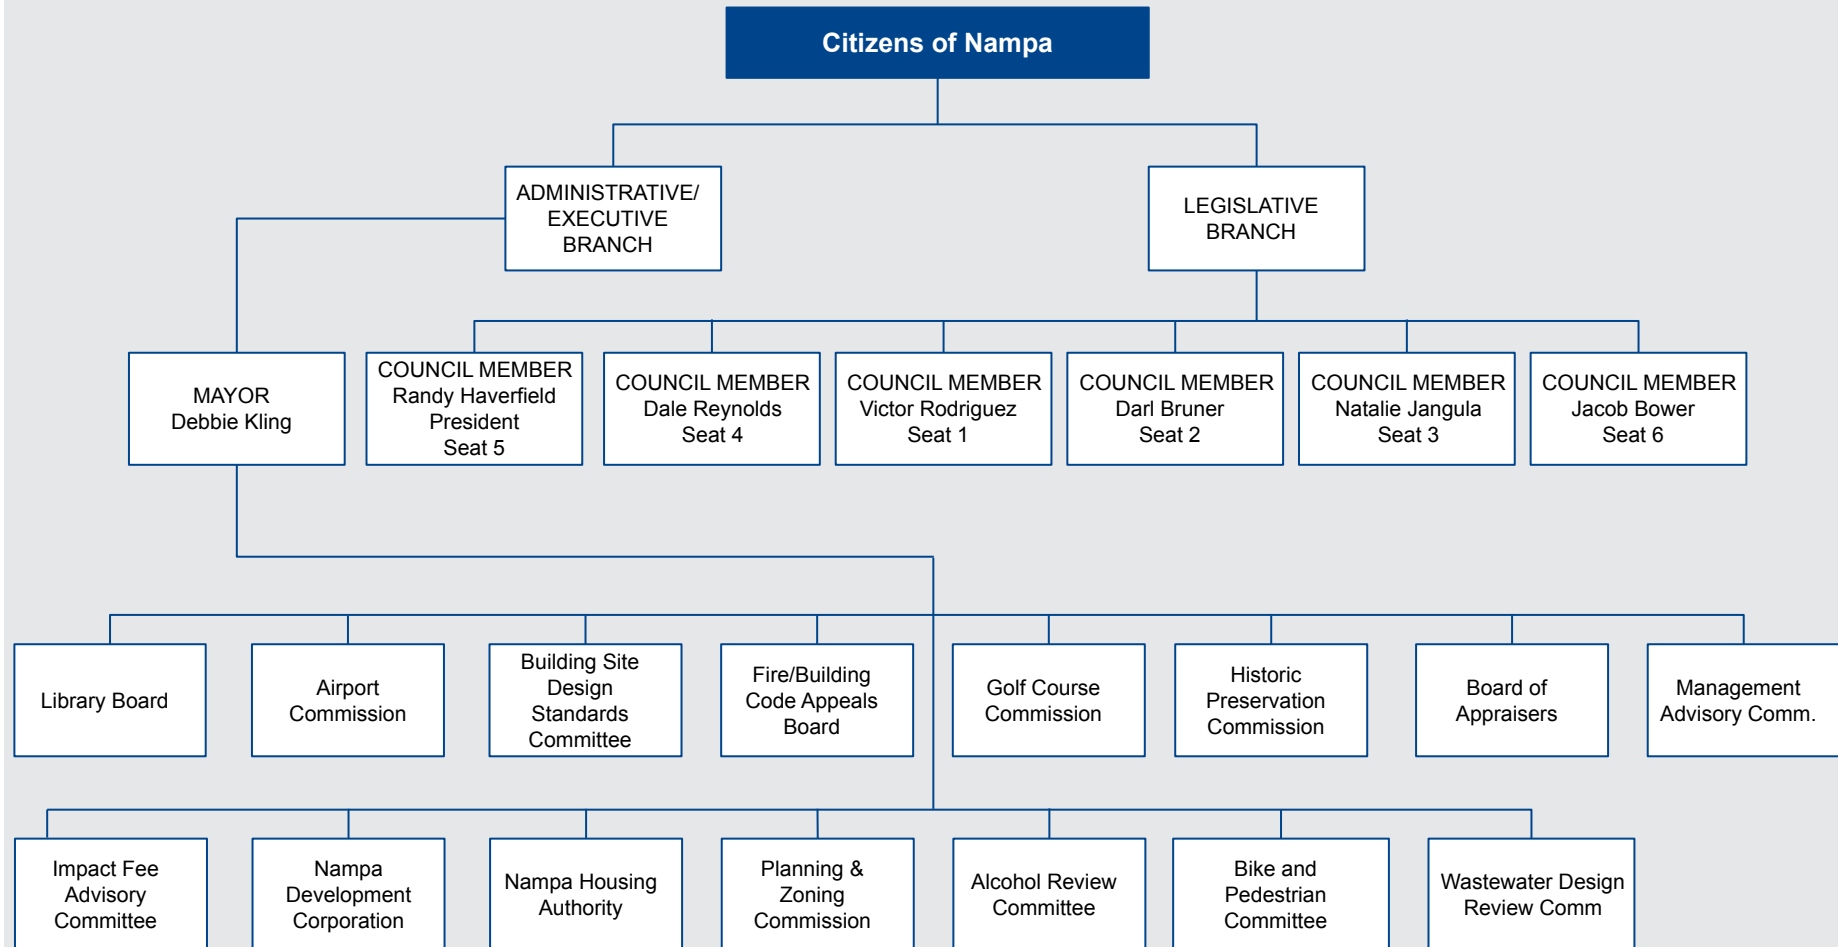 Citizens of Nampa
ADMINISTRATIVE/
EXECUTIVE
BRANCH
LEGISLATIVE
BRANCH
MAYOR
Debbie Kling
COUNCIL MEMBER
Randy Haverfield
President
Seat 5
COUNCIL MEMBER
Dale Reynolds
Seat 4
COUNCIL MEMBER
Victor Rodriguez
Seat 1
COUNCIL MEMBER
Darl Bruner
Seat 2
COUNCIL MEMBER
Natalie Jangula
Seat 3
COUNCIL MEMBER
Jacob Bower
Seat 6
Library Board
Airport
Commission
Building Site
Design
Standards
Committee
Fire/Building
Code Appeals
Board
Golf Course
Commission
Historic
Preservation
Commission
Board of
Appraisers
Management
Advisory Comm.
Impact Fee
Advisory
Committee
Nampa
Development
Corporation
Nampa Housing
Authority
Planning &
Zoning
Commission
Alcohol Review
Committee
Bike and
Pedestrian
Committee
Wastewater Design
Review Comm